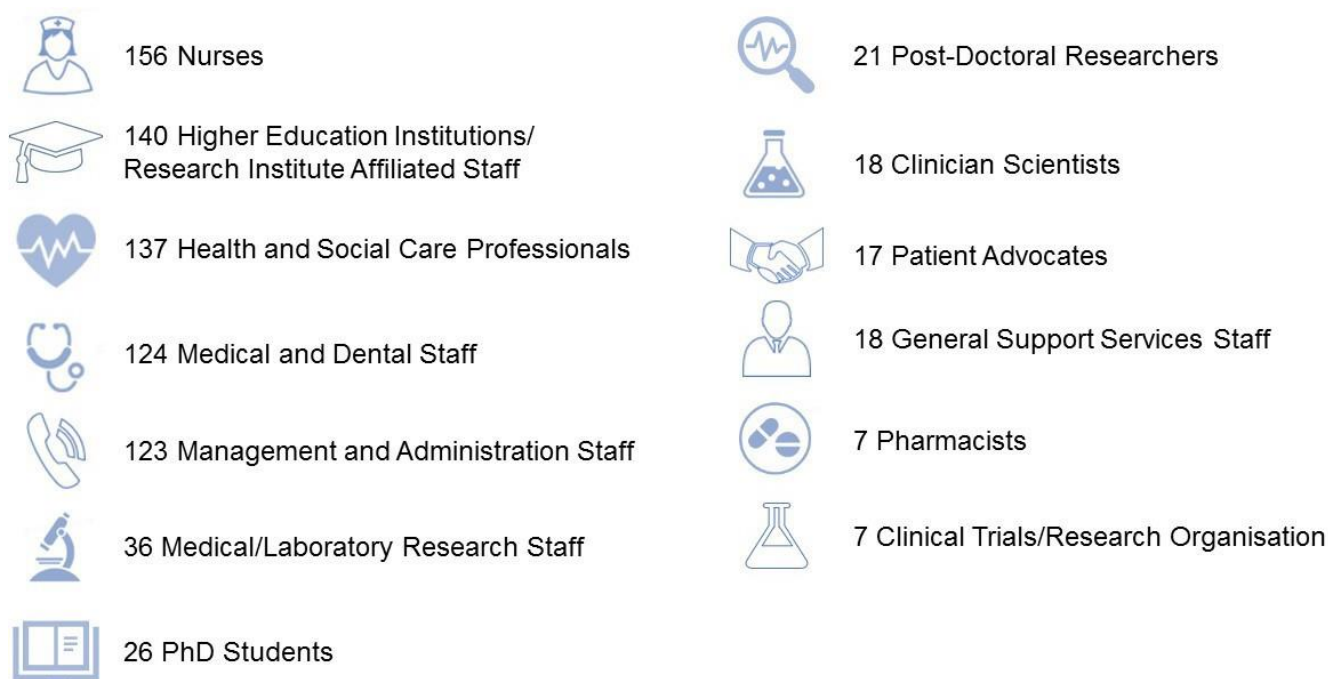 156 Nurses
140 Higher Education Institutions/
Research Institute Affiliated Staff
137 Health and Social Care Professionals
124 Medical and Dental Staff
123 Management and Administration Staff
36 Medical/Laboratory Research Staff
26 PhD Students
21 Post-Doctoral Researchers
18 Clinician Scientists
17 Patient Advocates
18 General Support Services Staff
7 Pharmacists
7 Clinical Trials/Research Organisation